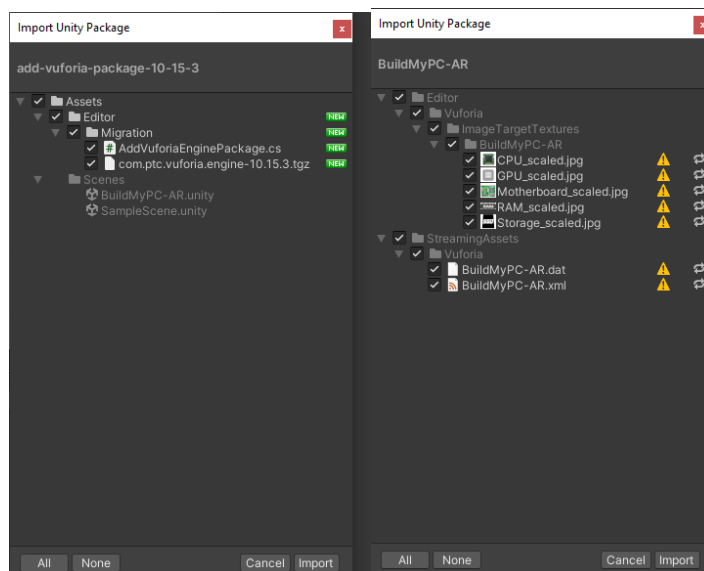 Import Unity Package
x
add-vuforia-package-10-15-3
Assets
Editor
NEW
Migration
NEW
AddVuforiaEnginePackage.cs
NEW
com.ptc.vuforia.engine-10.15.3.tgz
NEW
Scenes
BuildMyPC-AR.unity
SampleScene.unity
All
None
Cancel
Import
Import Unity Package
x
BuildMyPC-AR
Editor
Vuforia
ImageTargetTextures
BuildMyPC-AR
CPU_scaled.jpg
GPU_scaled.jpg
Motherboard_scaled.jpg
RAM_scaled.jpg
Storage_scaled.jpg
StreamingAssets
Vuforia
BuildMyPC-AR.dat
BuildMyPC-AR.xml
All
None
Cancel
Import